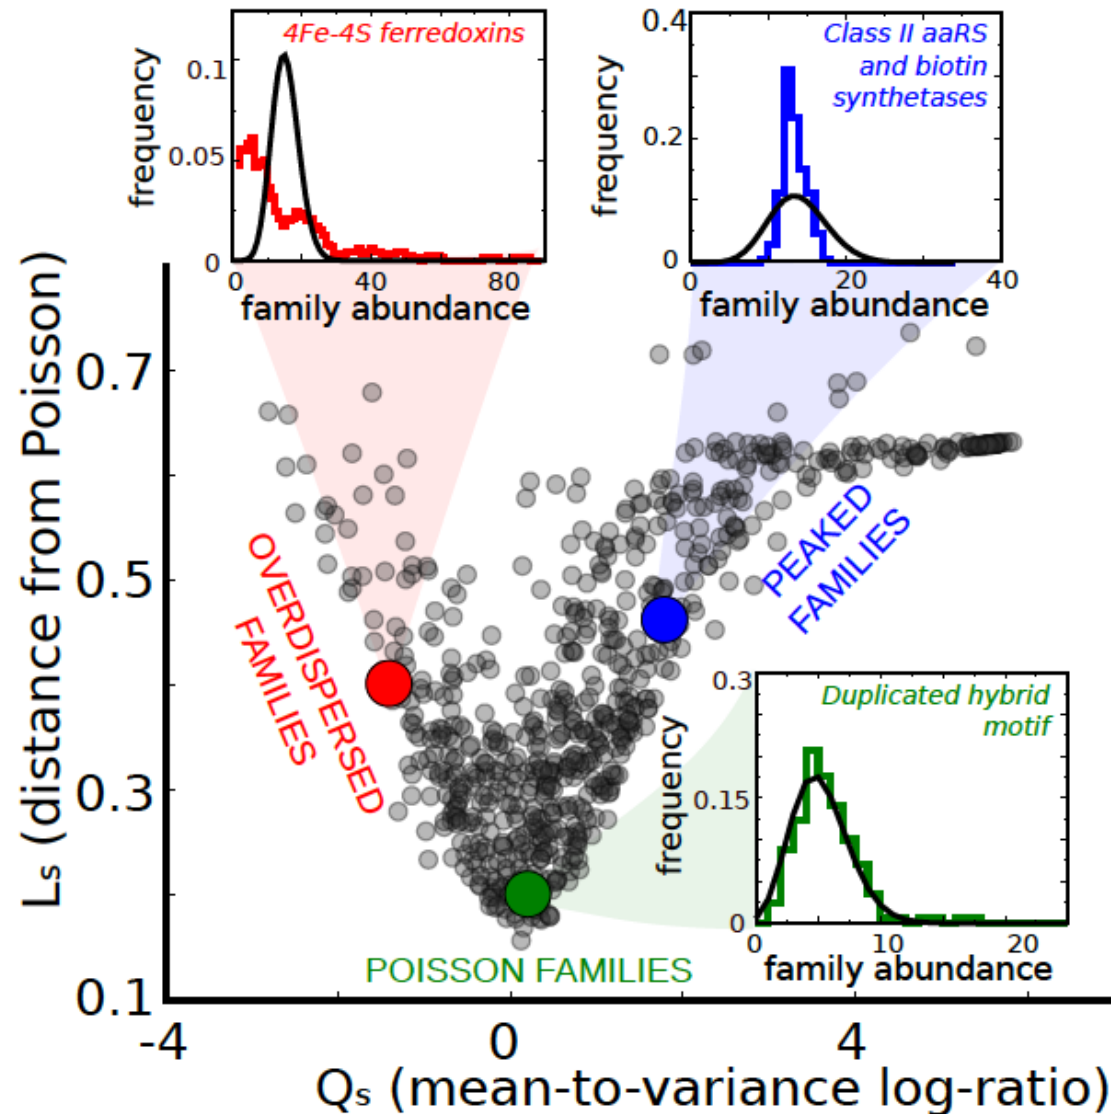 4Fe-4S ferredoxins
frequency
0.1
0.05
0
0
40
80
family abundance
Class II aaRS
and biotin
synthetases
frequency
0.4
0.2
0
0
20
40
family abundance
Ls (distance from Poisson)
0.7
0.5
0.3
0.1
OVERDISPERSED
FAMILIES
PEAKED
FAMILIES
Duplicated hybrid
motif
frequency
0.3
0.15
0
0
10
20
family abundance
POISSON FAMILIES
-4
0
4
Qs (mean-to-variance log-ratio)